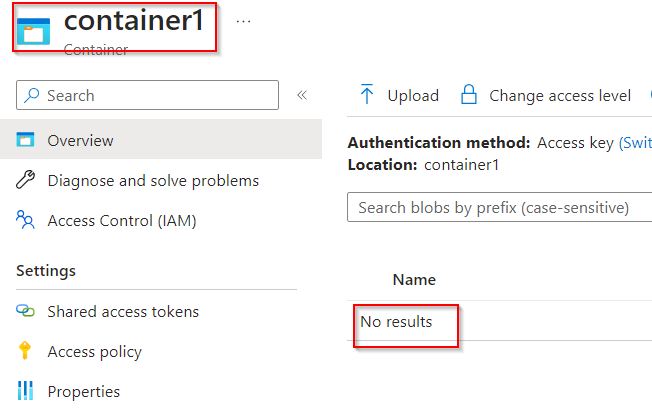 container1 ...
Container
Search
Overview
Diagnose and solve problems
Access Control (IAM)
Settings
Shared access tokens
Access policy
Properties
Upload Change access level
Authentication method: Access key (Swit
Location: container1
Search blobs by prefix (case-sensitive)
Name
No results